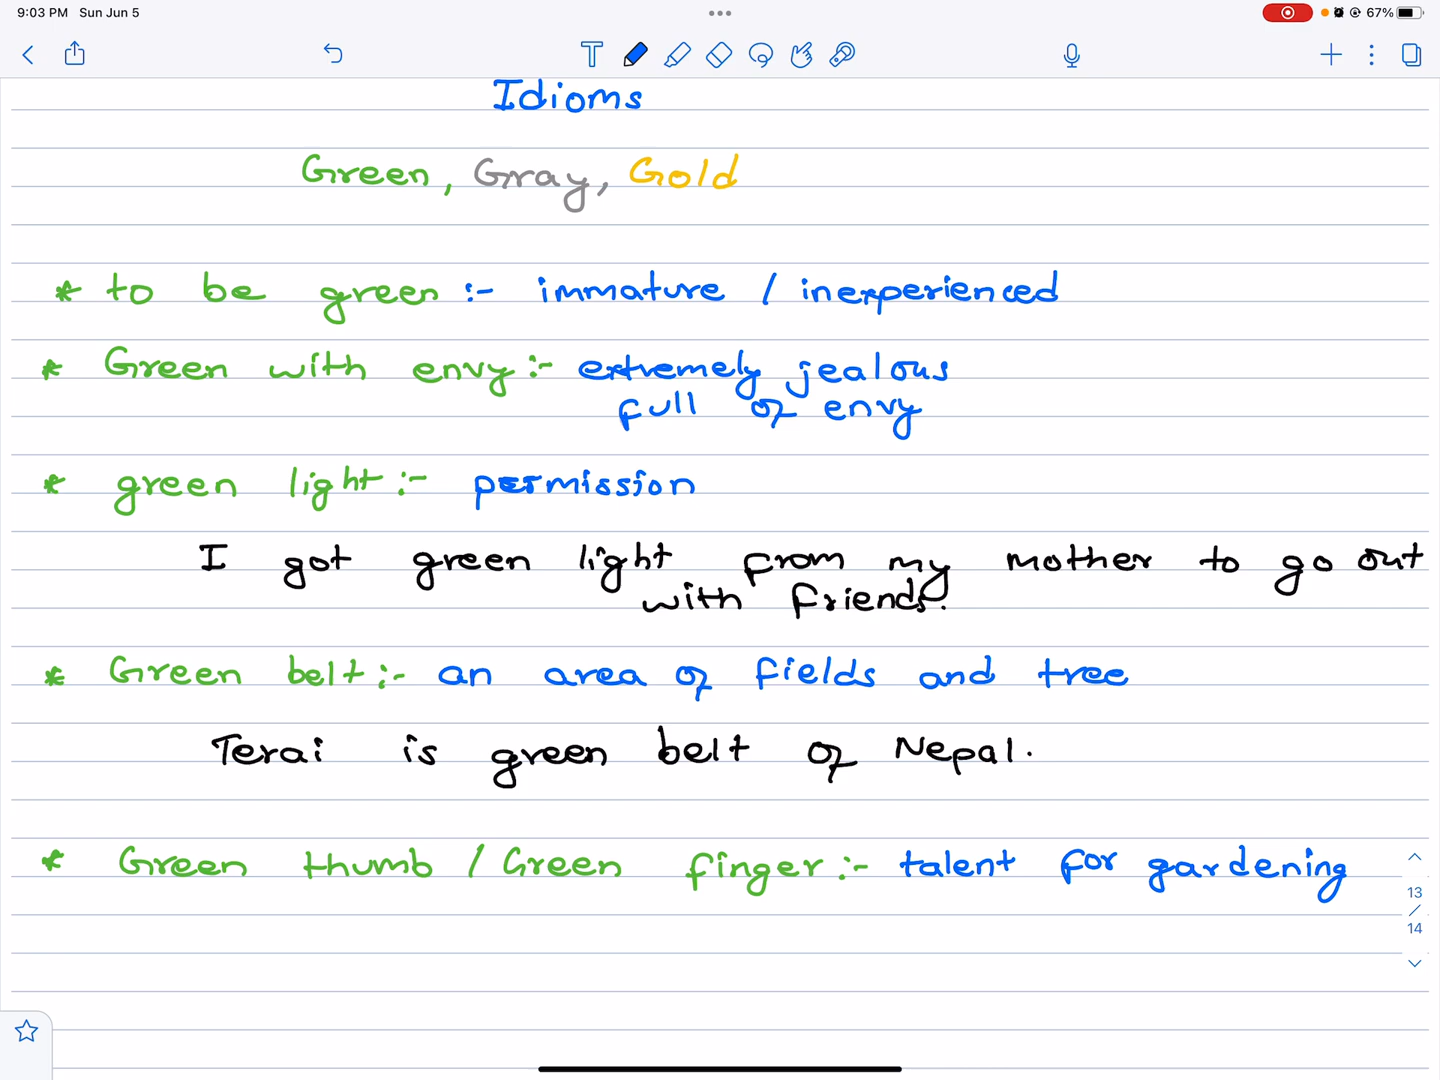 9:03 PM Sun Jun 5
67%
Idioms
Green, Gray, Gold
* to be green :- immature / inexperienced
* Green with envy :- extremely jealous
full of envy
* green light :- permission
I got green light from my mother to go out
with friends.
* Green belt :- an area of fields and tree
Terai is green belt of Nepal.
* Green thumb / Green finger :- talent for gardening
13
/
14